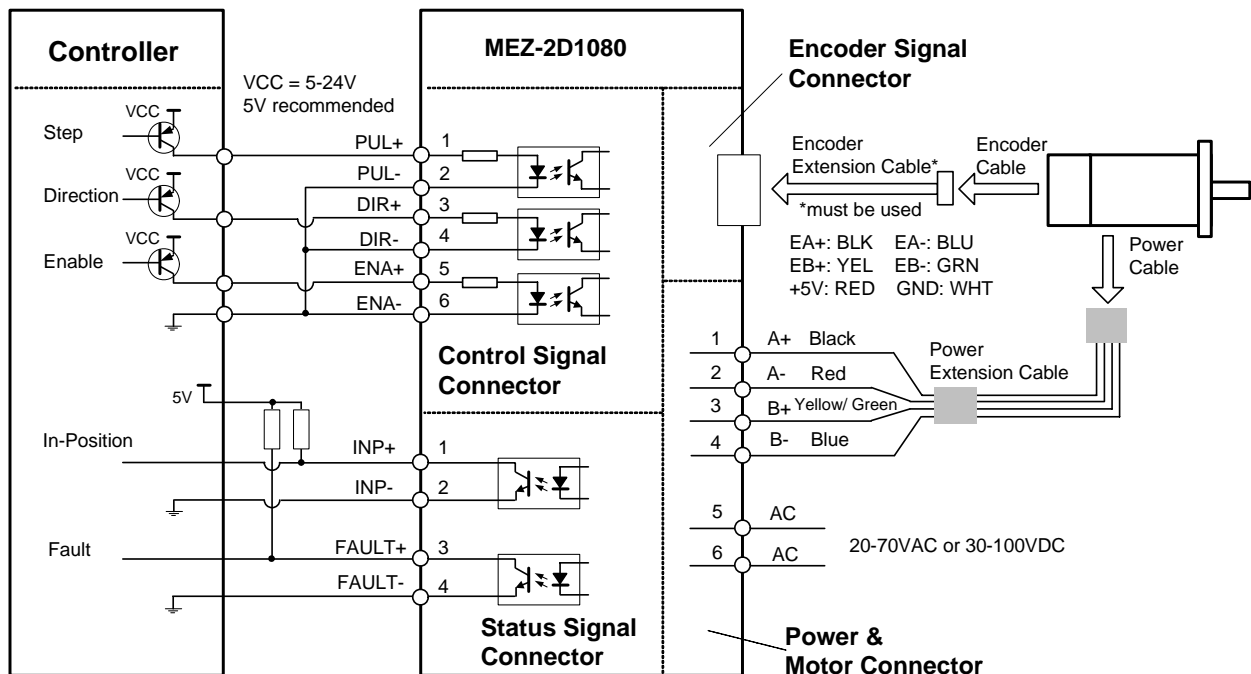 Controller
MEZ-2D1080
Encoder Signal
Connector
VCC = 5-24V
5V recommended
VCC
Step
PUL+
1
PUL-
2
VCC
Direction
DIR+
3
DIR-
4
VCC
Enable
ENA+
5
ENA-
6
Control Signal
Connector
Encoder
Extension Cable*
*must be used
Encoder
Cable
EA+: BLK EA-: BLU
EB+: YEL EB-: GRN
+5V: RED GND: WHT
Power
Cable
1 A+ Black
2 A- Red
3 B+ Yellow/ Green
4 B- Blue
Power
Extension Cable
5V
In-Position
INP+
1
INP-
2
Fault
FAULT+
3
FAULT-
4
Status Signal
Connector
5 AC
6 AC
20-70VAC or 30-100VDC
Power &
Motor Connector